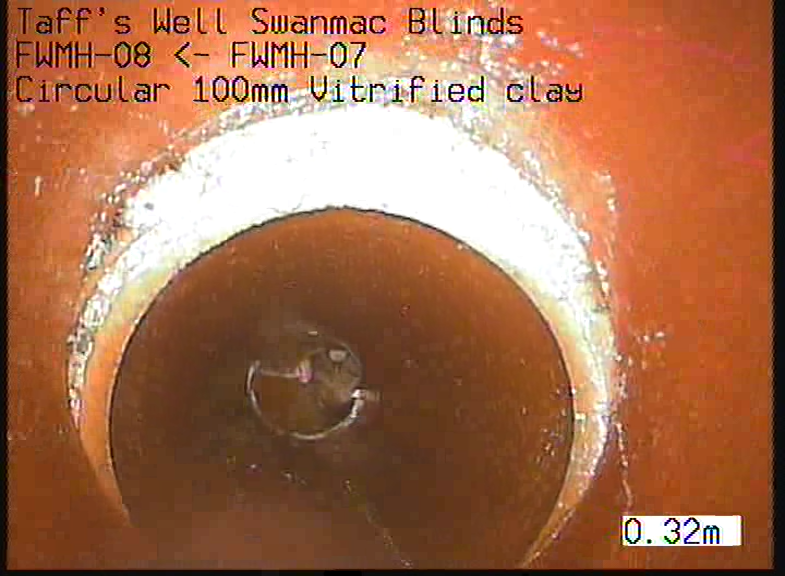 Taff's Well Swanmac Blinds
FWMH-08 <- FWMH-07
Circular 100mm Vitrified clay
0.32m